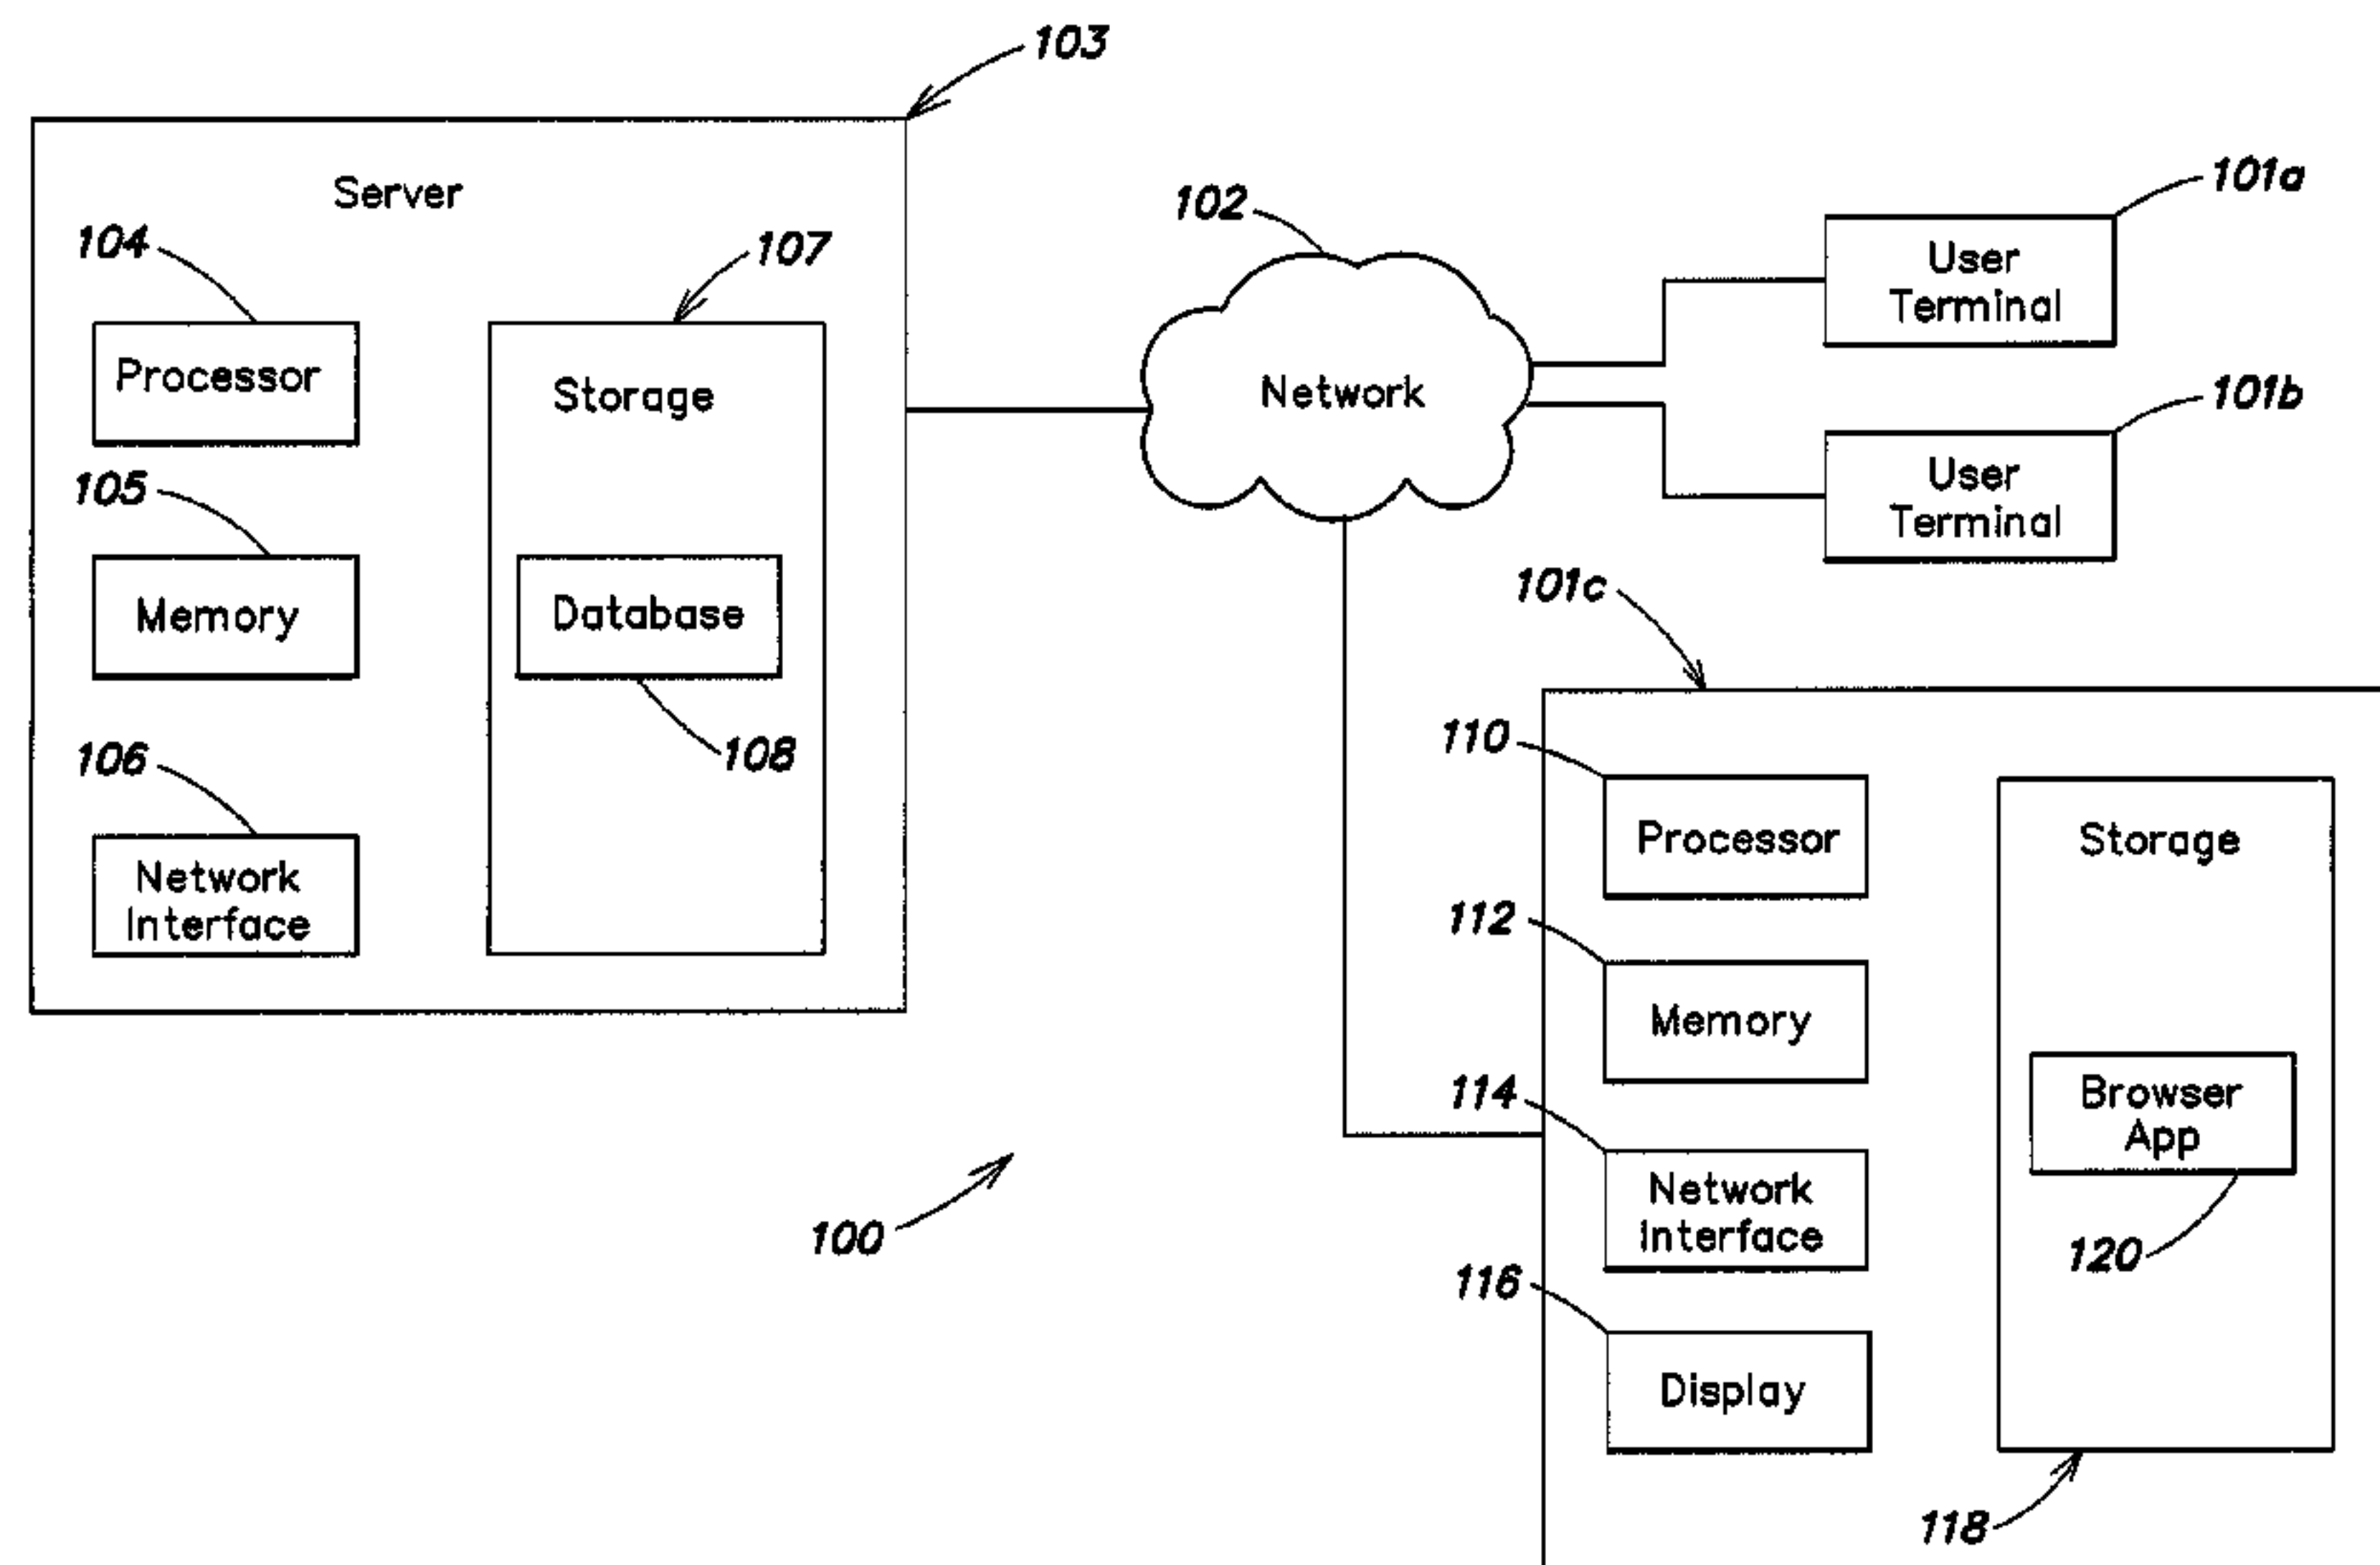 103
Server
104
107
Processor
Storage
105
Memory
Database
108
106
Network
Interface
102
Network
101a
User
Terminal
101b
User
Terminal
101c
110
Processor
Storage
112
Memory
114
Network
Interface
Browser
App
120
116
Display
118
100